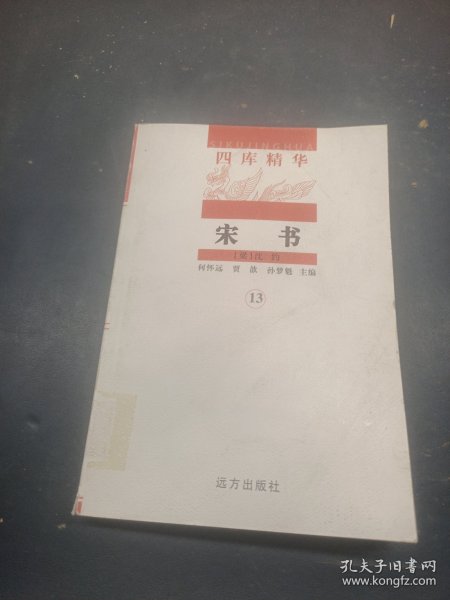 SIKUJINGHUA
四库精华
宋 书
[梁]沈 约
何怀远 贾 歆 孙梦魁 主编
13
远方出版社
孔夫子旧书网
www.kongfz.com